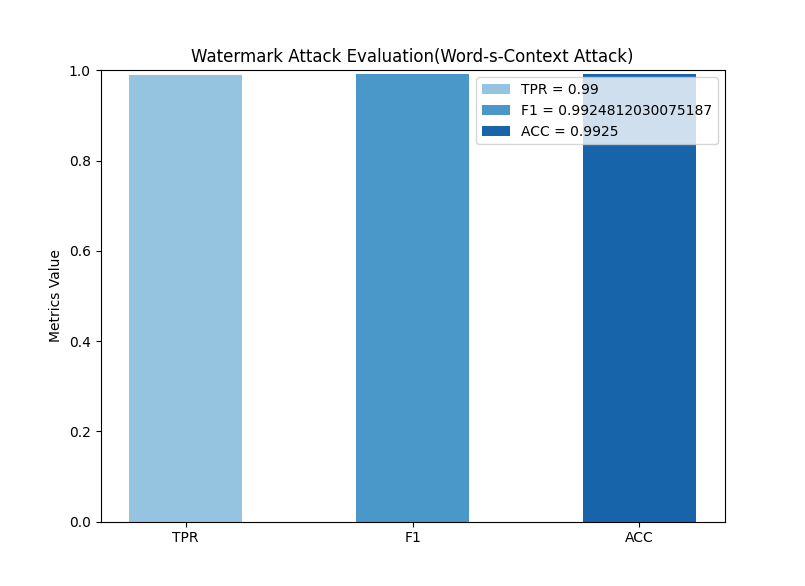 Watermark Attack Evaluation(Word-s-Context Attack)
TPR = 0.99
F1 = 0.9924812030075187
ACC = 0.9925
Metrics Value
1.0
0.8
0.6
0.4
0.2
0.0
TPR
F1
ACC